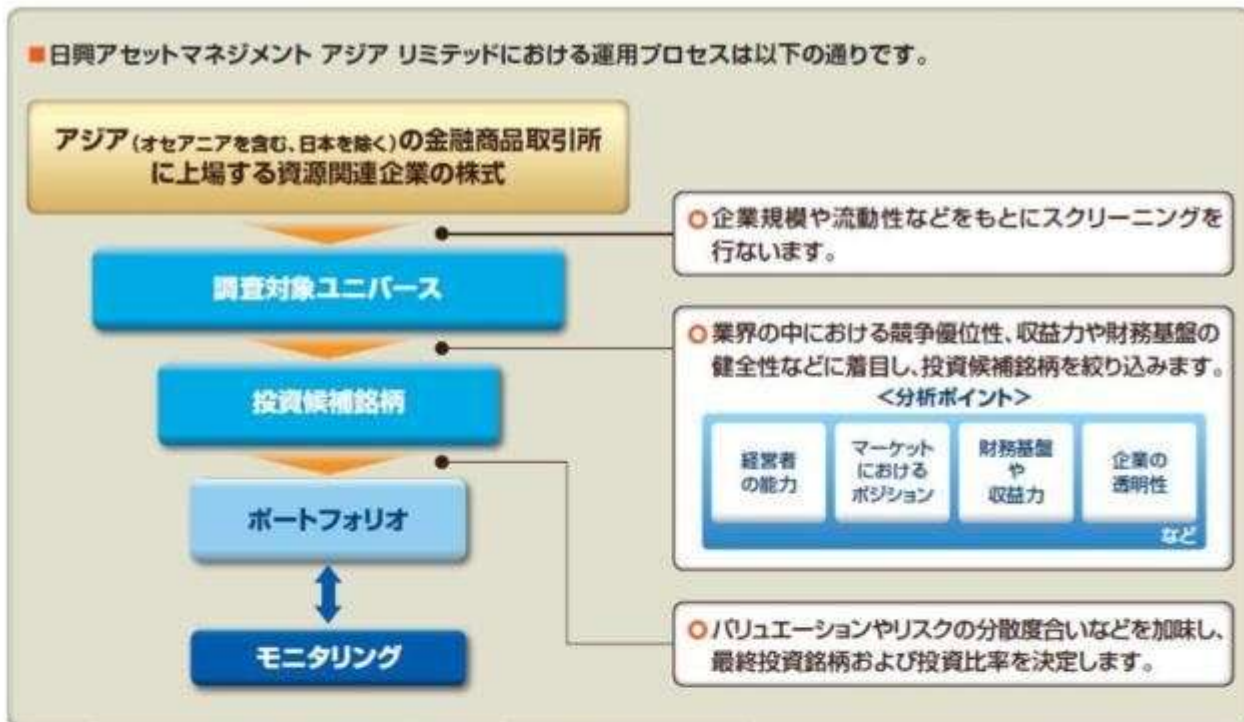 ■日興アセットマネジメント アジア リミテッドにおける運用プロセスは以下の通りです。
アジア(オセアニアを含む、日本を除く)の金融商品取引所
に上場する資源関連企業の株式
○企業規模や流動性などをもとにスクリーニングを
行ないます。
調査対象ユニバース
○業界の中における競争優位性、収益力や財務基盤の
健全性などに着目し、投資候補銘柄を絞り込みます。
<分析ポイント>
経営者
の能力
マーケット
における
ポジション
財務基盤
や
収益力
企業の
透明性
など
投資候補銘柄
ポートフォリオ
○バリュエーションやリスクの分散度合いなどを加味し、
最終投資銘柄および投資比率を決定します。
モニタリング